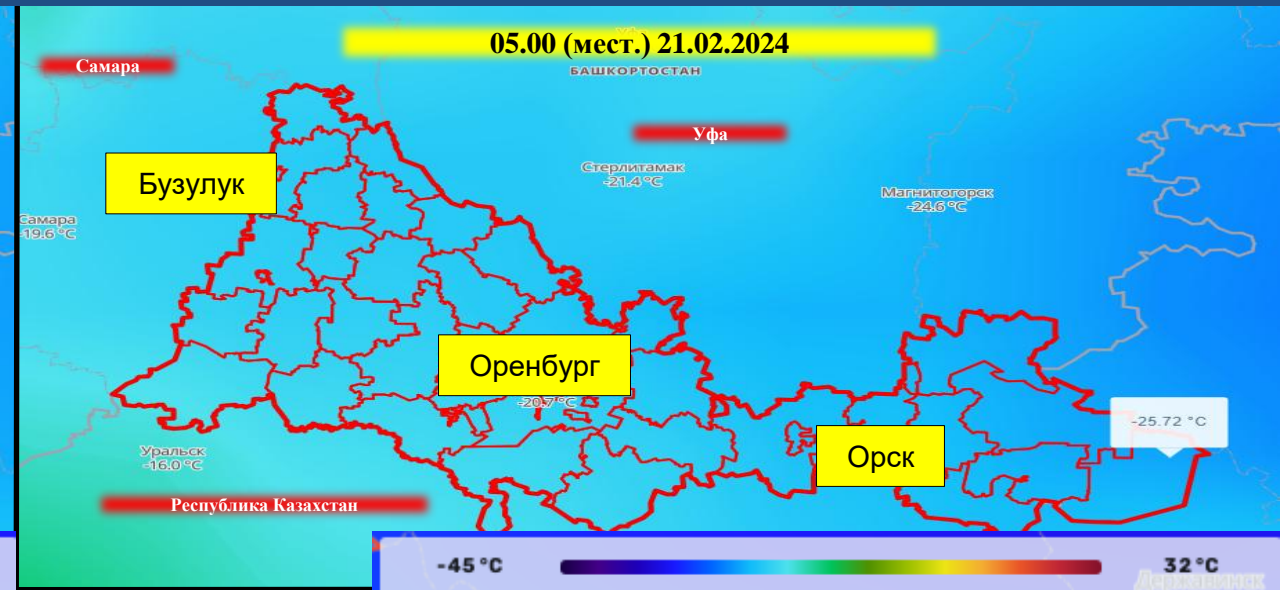 05.00 (мест.) 21.02.2024
Самара
БАШКОРТОСТАН
Уфа
Стерлитамак
-21.4 °C
Бузулук
Магнитогорск
-24.6 °C
Самара
-19.6 °C
Оренбург
-20.7 °C
-25.72 °C
Орск
Уральск
-16.0 °C
Республика Казахстан
-45 °C
32 °C
Державинск